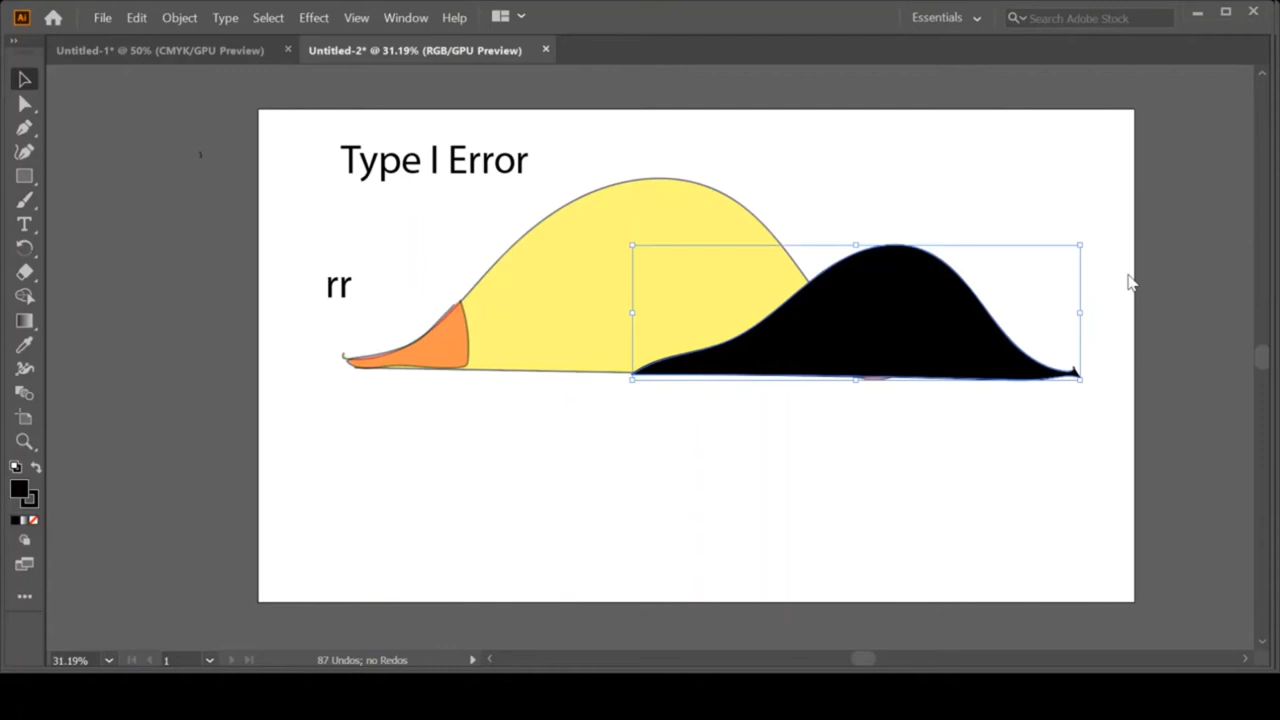 Ai File Edit Object Type Select Effect View Window Help Essentials Search Adobe Stock
Untitled-1* @ 50% (CMYK/GPU Preview) × Untitled-2* @ 31.19% (RGB/GPU Preview) ×
Type I Error
rr
31.19% 1 87 Undos; no Redos